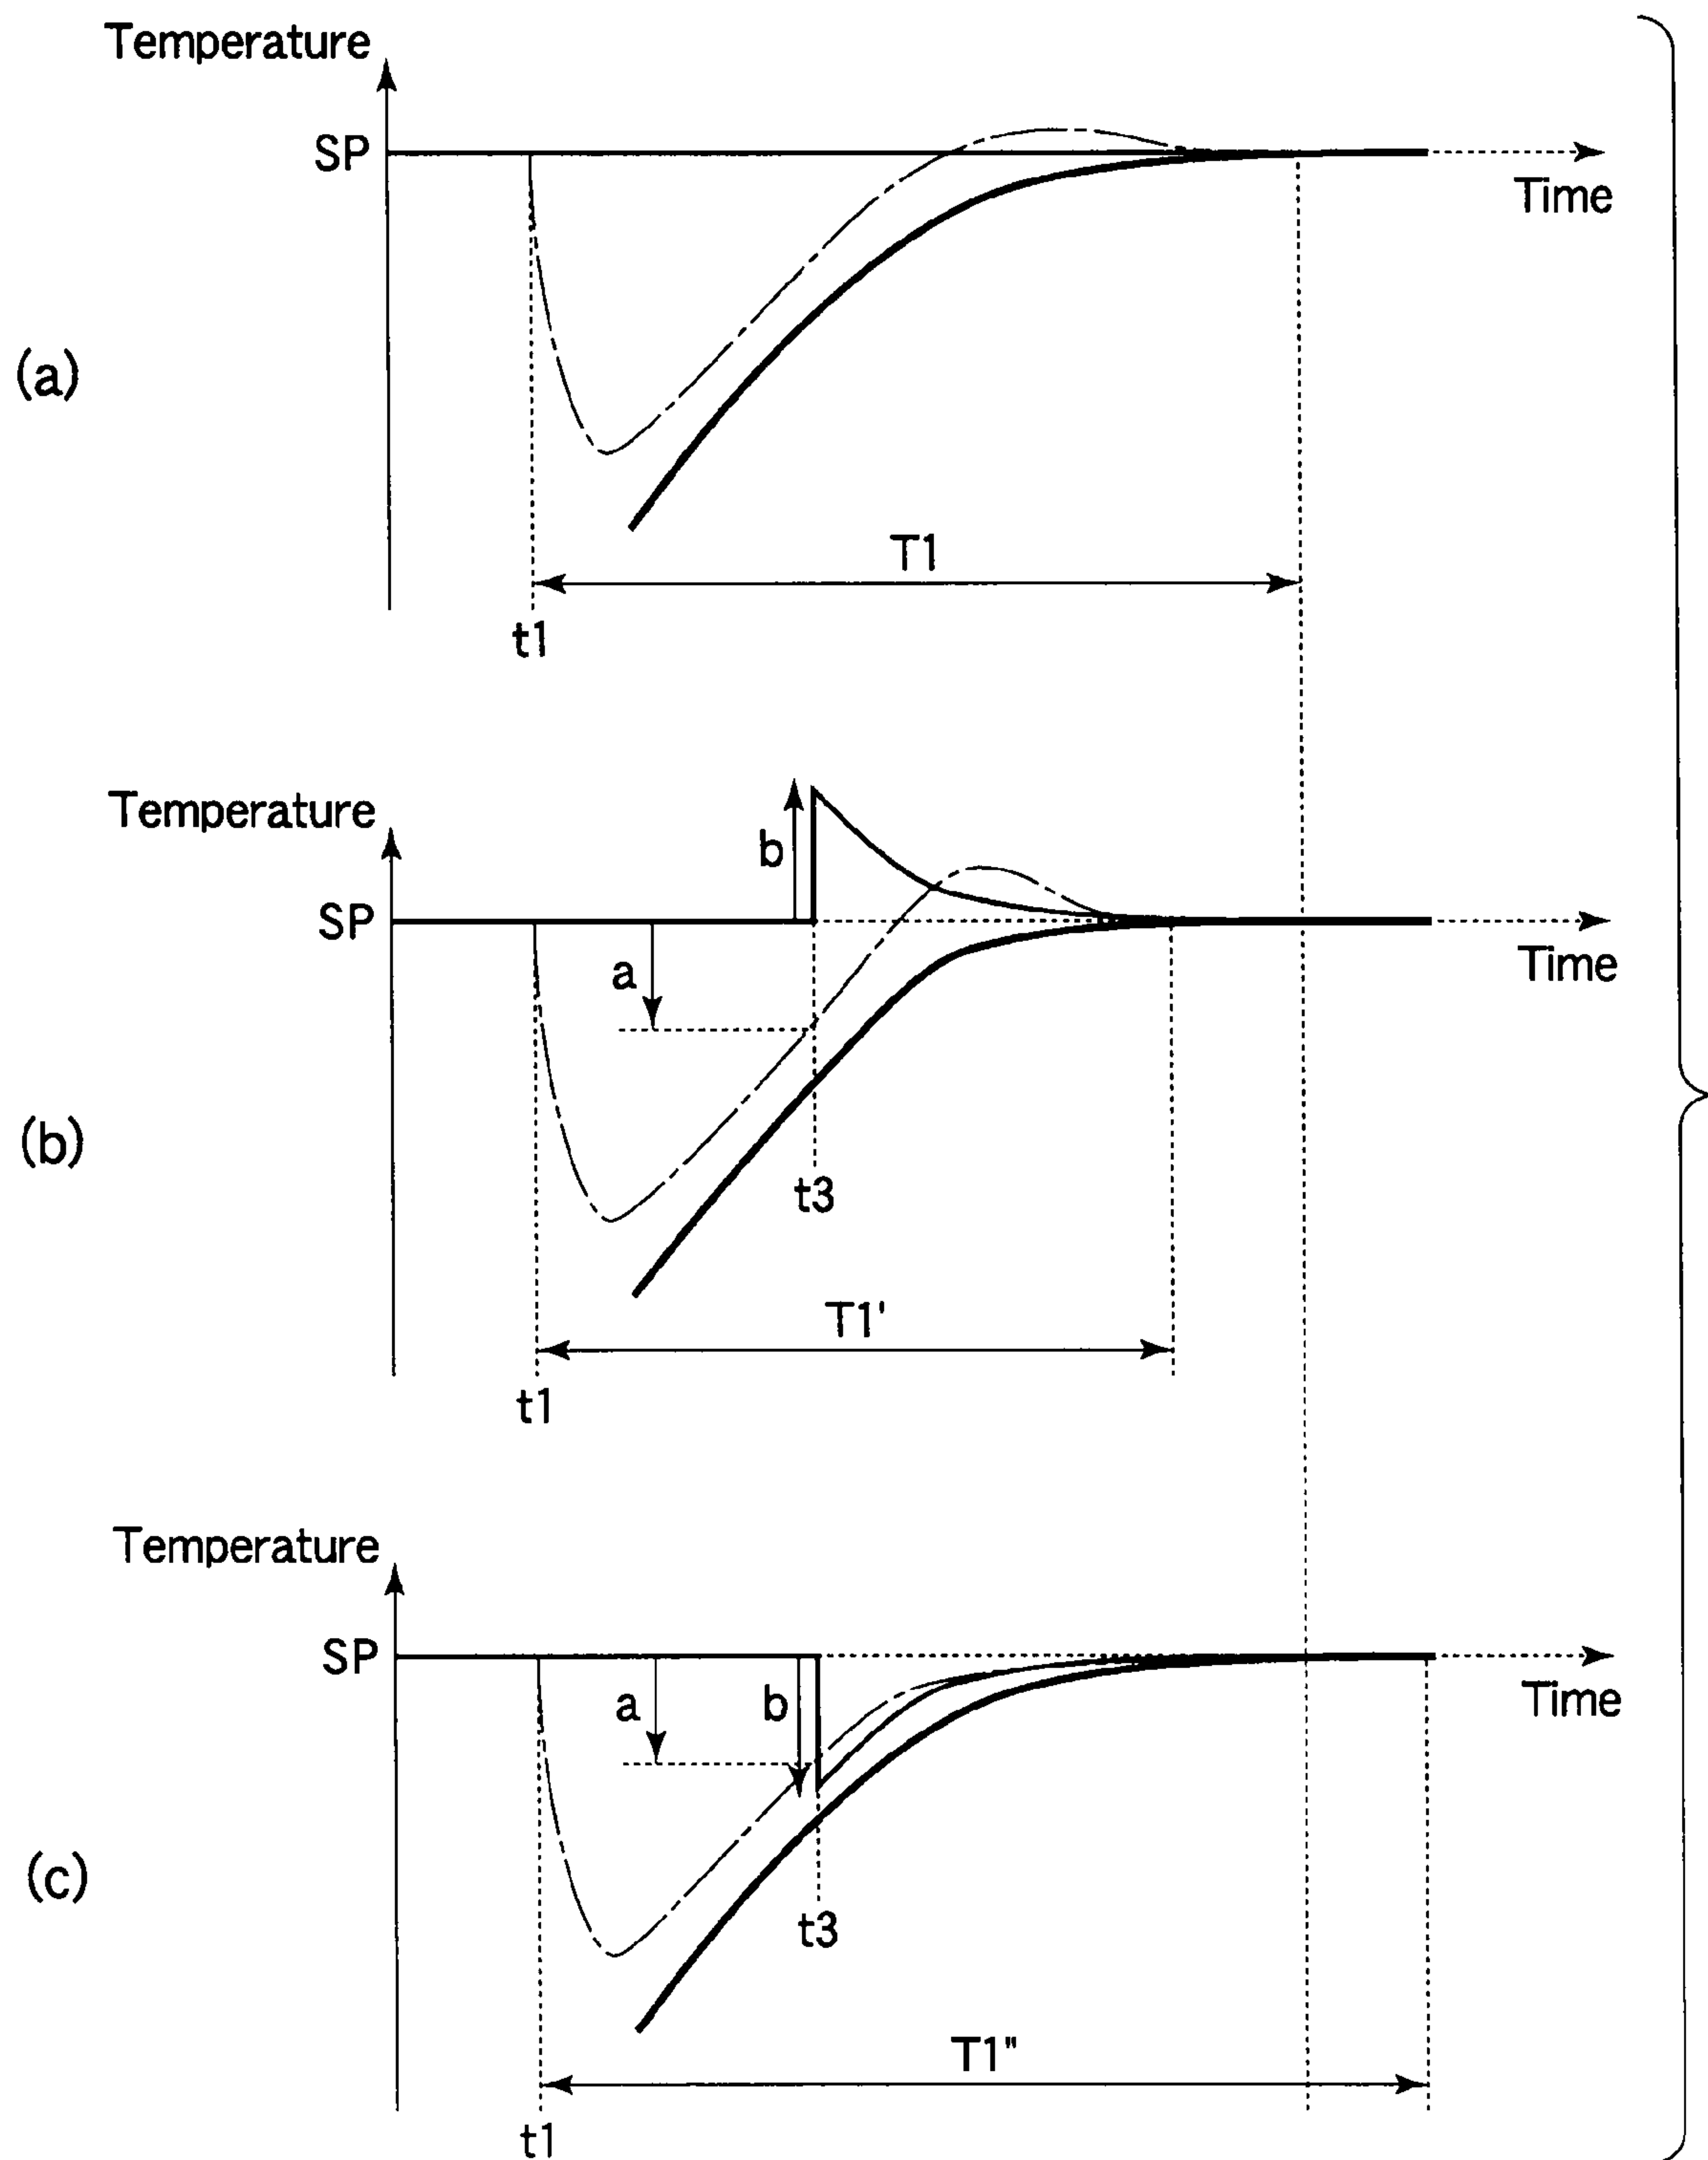 Temperature
SP
Time
(a)
T1
t1
Temperature
b
SP
Time
a
(b)
t3
T1'
t1
Temperature
SP
Time
a
b
(c)
t3
T1"
t1